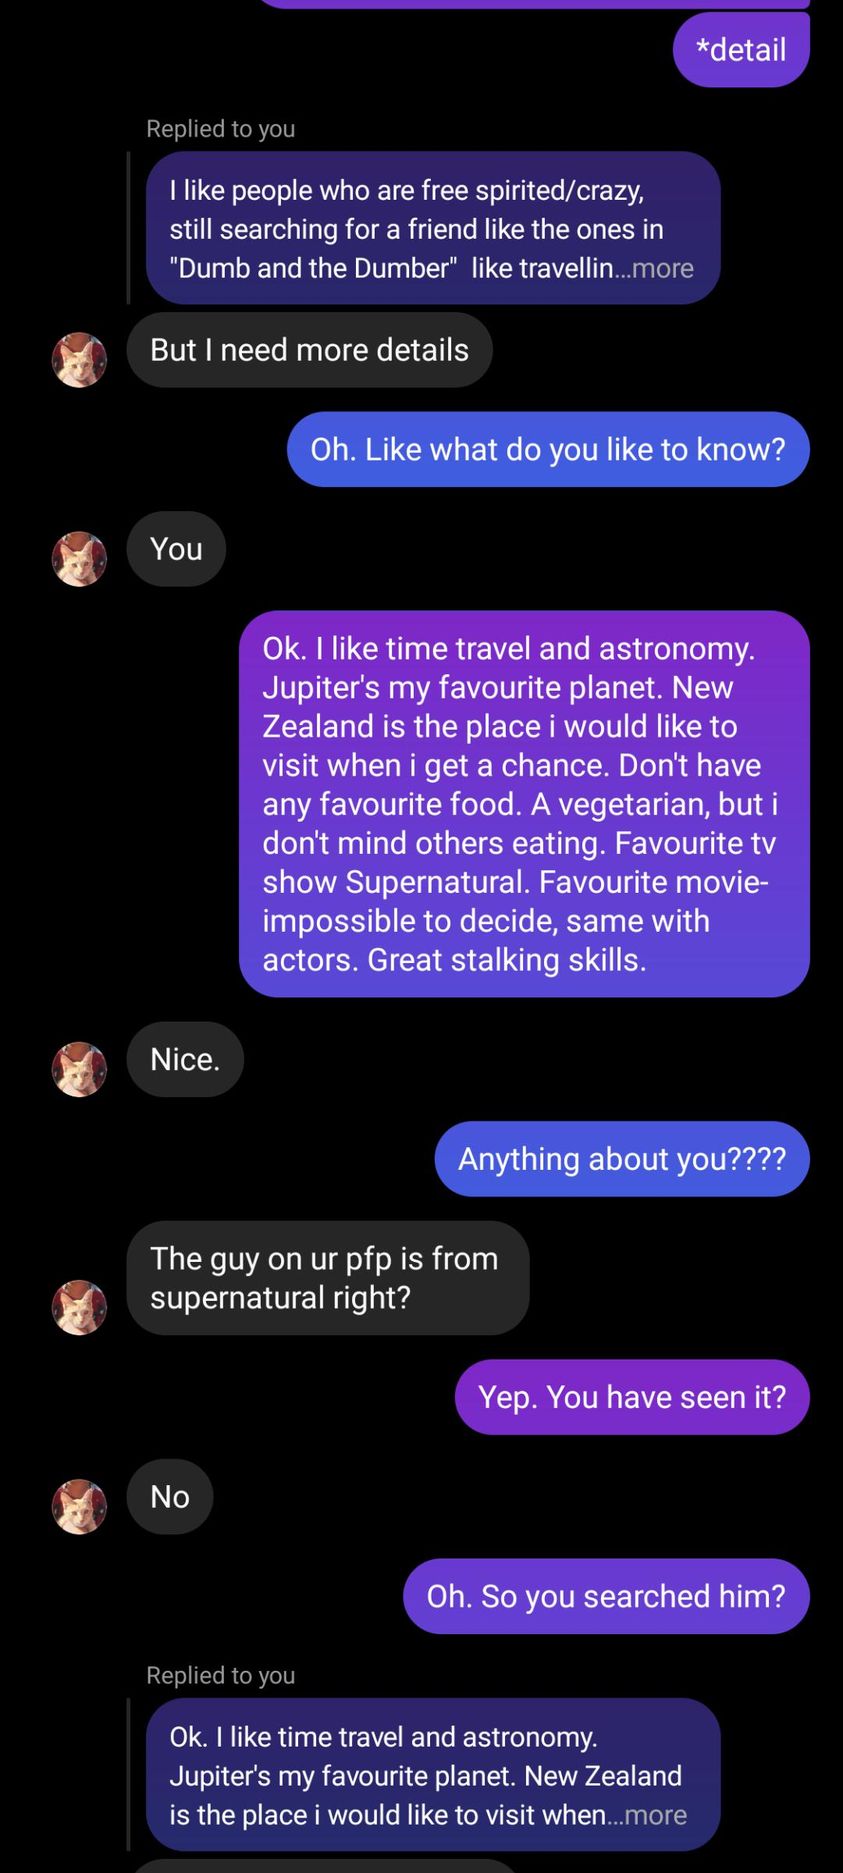 *detail
Replied to you
I like people who are free spirited/crazy,
still searching for a friend like the ones in
"Dumb and the Dumber"  like travellin...more
But I need more details
Oh. Like what do you like to know?
You
Ok. I like time travel and astronomy.
Jupiter's my favourite planet. New
Zealand is the place i would like to
visit when i get a chance. Don't have
any favourite food. A vegetarian, but i
don't mind others eating. Favourite tv
show Supernatural. Favourite movie-
impossible to decide, same with
actors. Great stalking skills.
Nice.
Anything about you????
The guy on ur pfp is from
supernatural right?
Yep. You have seen it?
No
Oh. So you searched him?
Replied to you
Ok. I like time travel and astronomy.
Jupiter's my favourite planet. New Zealand
is the place i would like to visit when...more